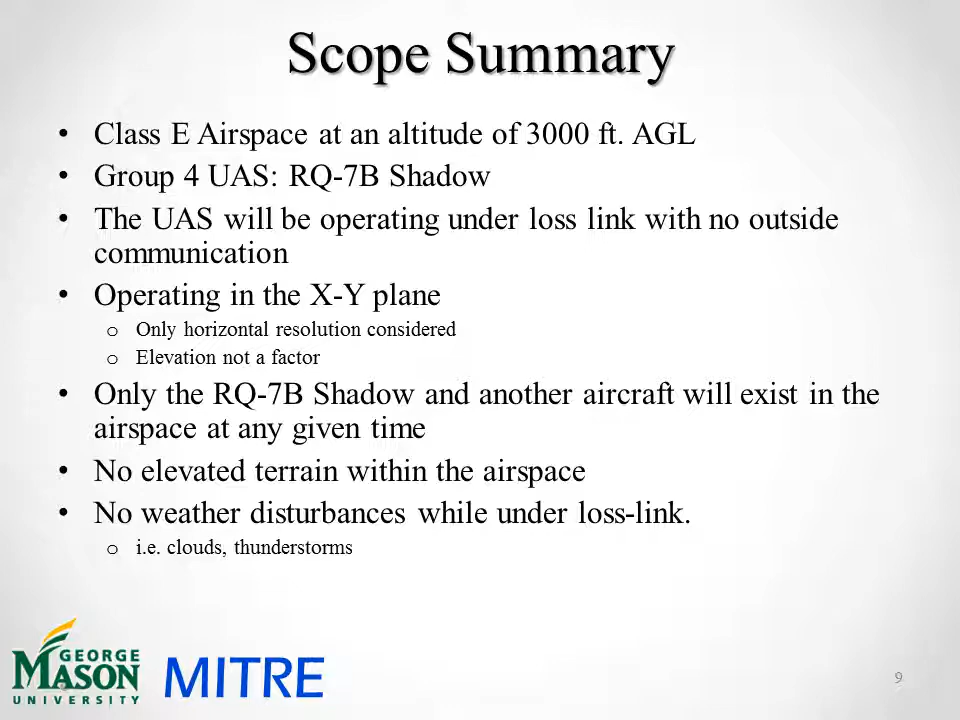 Scope Summary
• Class E Airspace at an altitude of 3000 ft. AGL
• Group 4 UAS: RQ-7B Shadow
• The UAS will be operating under loss link with no outside
communication
• Operating in the X-Y plane
o Only horizontal resolution considered
o Elevation not a factor
• Only the RQ-7B Shadow and another aircraft will exist in the
airspace at any given time
• No elevated terrain within the airspace
• No weather disturbances while under loss-link.
o i.e. clouds, thunderstorms
GEORGE
MASON
UNIVERSITY
MITRE
9